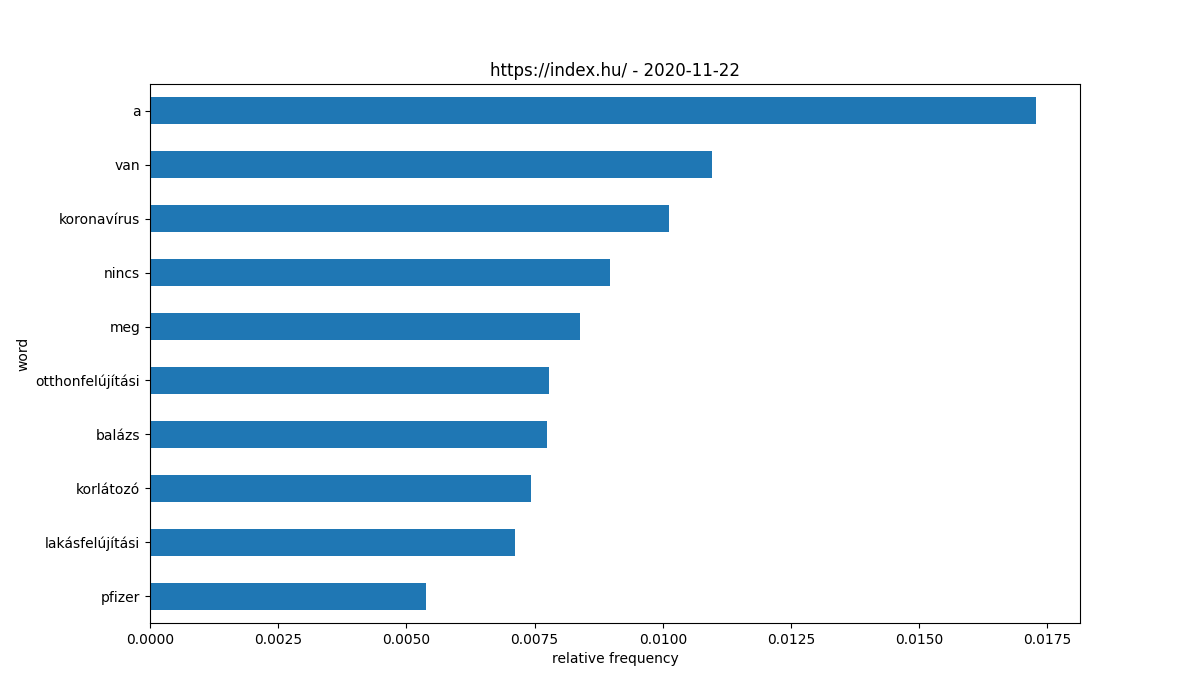 https://index.hu/ - 2020-11-22
word
a
van
koronavírus
nincs
meg
otthonfelújítási
balázs
korlátozó
lakásfelújítási
pfizer
0.0000 0.0025 0.0050 0.0075 0.0100 0.0125 0.0150 0.0175
relative frequency